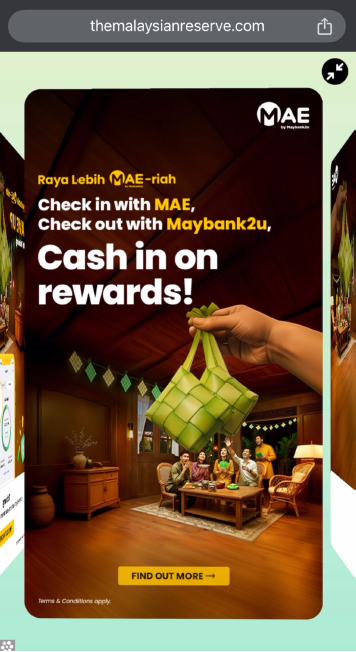 themalaysianreserve.com
MAE
by Maybank2u
Raya Lebih MAE-riah
Check in with MAE,
Check out with Maybank2u,
Cash in on
rewards!
FIND OUT MORE →
Terms & Conditions apply.